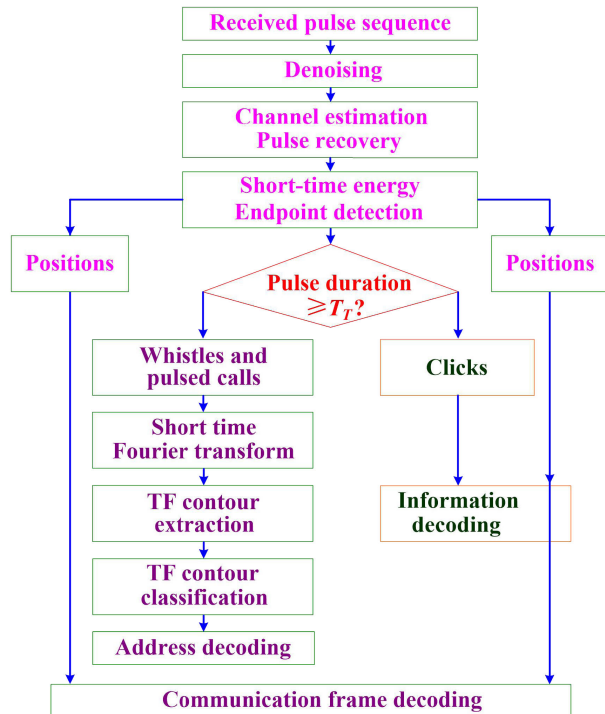 Received pulse sequence
Denoising
Channel estimation
Pulse recovery
Short-time energy
Endpoint detection
Positions
Positions
Pulse duration
⩾T_T?
Whistles and
pulsed calls
Clicks
Short time
Fourier transform
TF contour
extraction
Information
decoding
TF contour
classification
Address decoding
Communication frame decoding